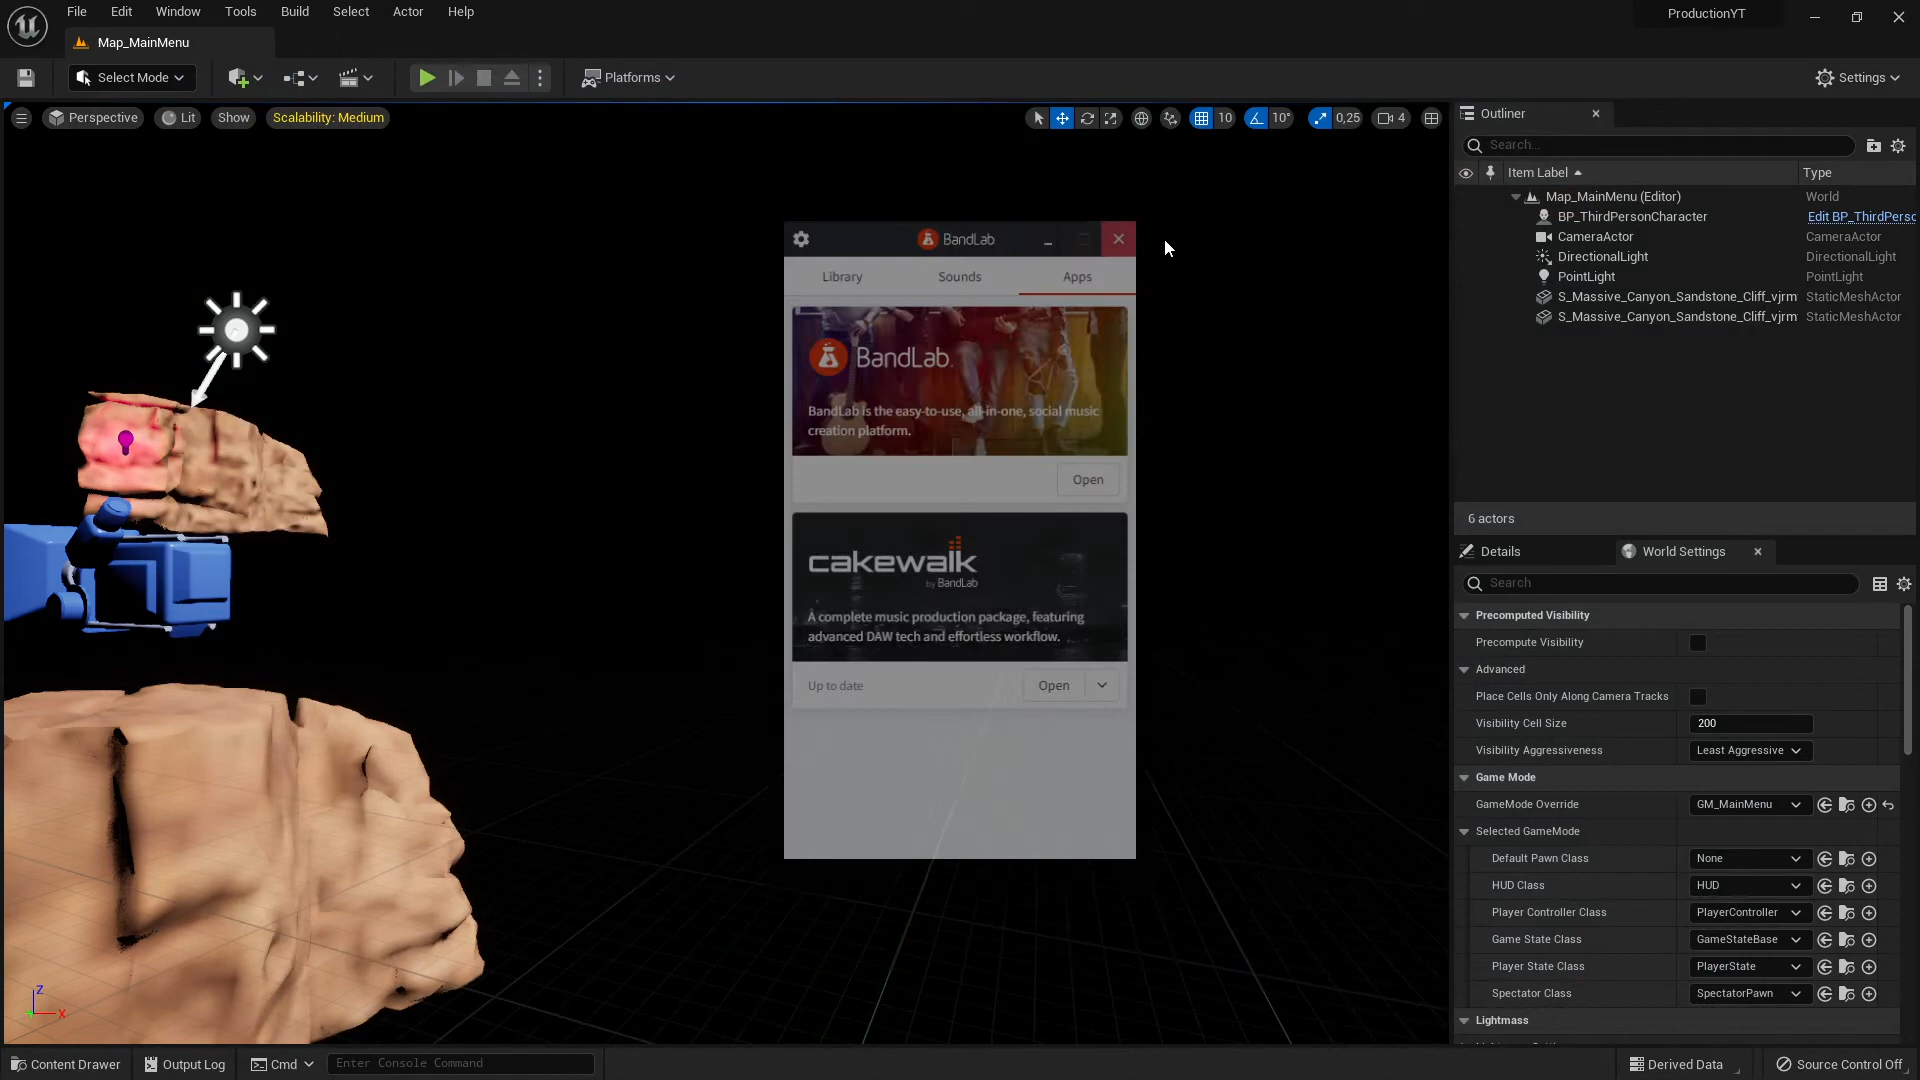 File Edit Window Tools Build Select Actor Help
ProductionYT
Map_MainMenu
Select Mode
Platforms
Settings
Perspective Lit Show Scalability: Medium
10 10° 0,25 4
Outliner
Search...
Item Label Type
Map_MainMenu (Editor) World
BP_ThirdPersonCharacter Edit BP_ThirdPerso
CameraActor CameraActor
DirectionalLight DirectionalLight
PointLight PointLight
S_Massive_Canyon_Sandstone_Cliff_vjrm StaticMeshActor
S_Massive_Canyon_Sandstone_Cliff_vjrm StaticMeshActor
6 actors
BandLab
Library Sounds Apps
BandLab
BandLab is the easy-to-use, all-in-one, social music
creation platform.
Open
cakewalk
by BandLab
A complete music production package, featuring
advanced DAW tech and effortless workflow.
Up to date Open
Details World Settings
Search
Precomputed Visibility
Precompute Visibility
Advanced
Place Cells Only Along Camera Tracks
Visibility Cell Size 200
Visibility Aggressiveness Least Aggressive
Game Mode
GameMode Override GM_MainMenu
Selected GameMode
Default Pawn Class None
HUD Class HUD
Player Controller Class PlayerController
Game State Class GameStateBase
Player State Class PlayerState
Spectator Class SpectatorPawn
Lightmass
Z
X
Content Drawer Output Log Cmd Enter Console Command
Derived Data Source Control Off